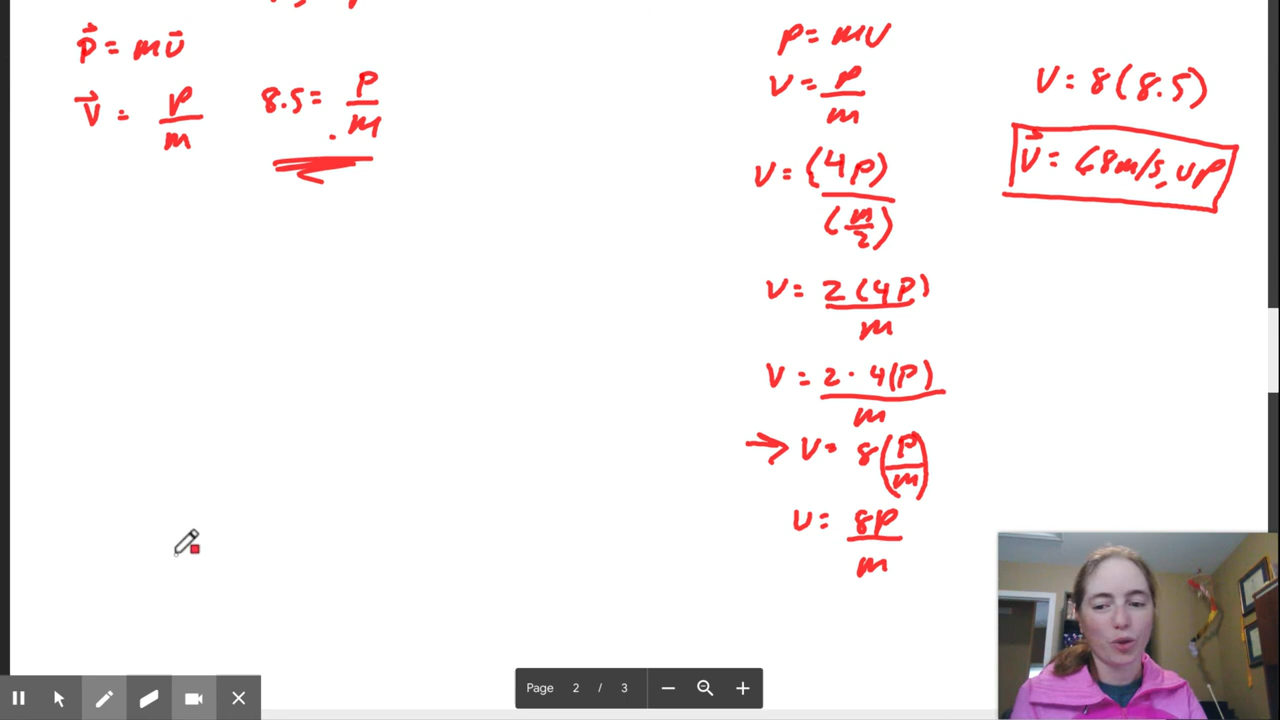 p⃗ = mv⃗
v⃗ = p/m
8.5 = p/m
p = mv
v = p/m
v = (4p)/(m/2)
v = 2(4p)/m
v = 2·4(p)/m
→ v = 8(p/m)
v = 8p/m
v = 8(8.5)
v⃗ = 68m/s, up
Page 2 / 3